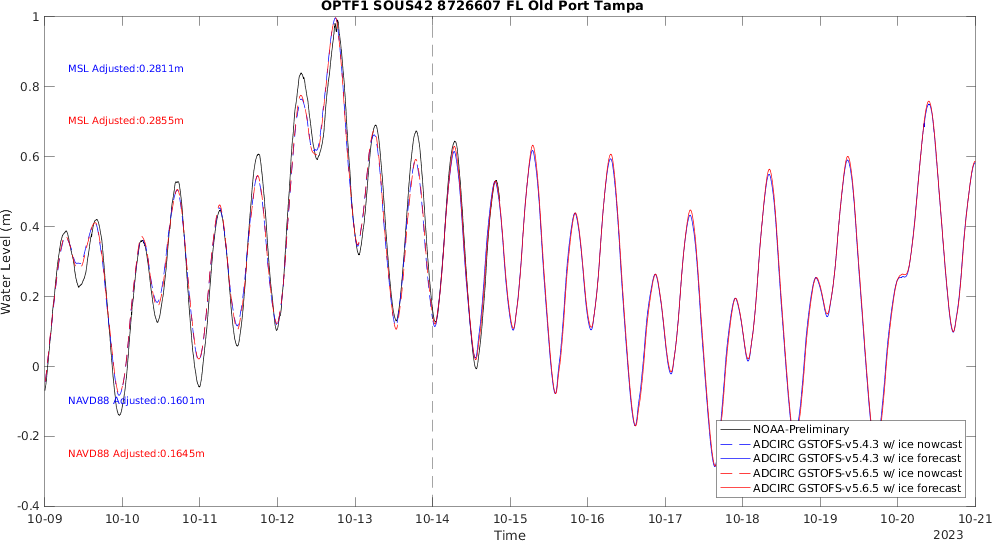 OPTF1 SOUS42 8726607 FL Old Port Tampa
1
0.8
0.6
0.4
0.2
0
-0.2
-0.4
Water Level (m)
MSL Adjusted:0.2811m
MSL Adjusted:0.2855m
NAVD88 Adjusted:0.1601m
NAVD88 Adjusted:0.1645m
NOAA-Preliminary
ADCIRC GSTOFS-v5.4.3 w/ ice nowcast
ADCIRC GSTOFS-v5.4.3 w/ ice forecast
ADCIRC GSTOFS-v5.6.5 w/ ice nowcast
ADCIRC GSTOFS-v5.6.5 w/ ice forecast
10-09 10-10 10-11 10-12 10-13 10-14 10-15 10-16 10-17 10-18 10-19 10-20 10-21
Time
2023